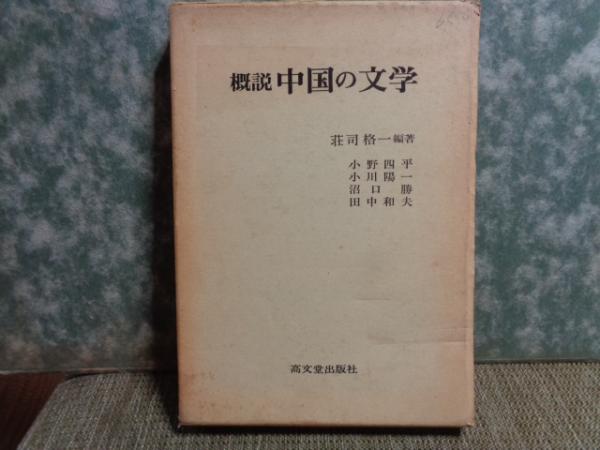 概説 中国の文学
荘司格一編著
小野四平
小川陽一
沼口勝
田中和夫
高文堂出版社